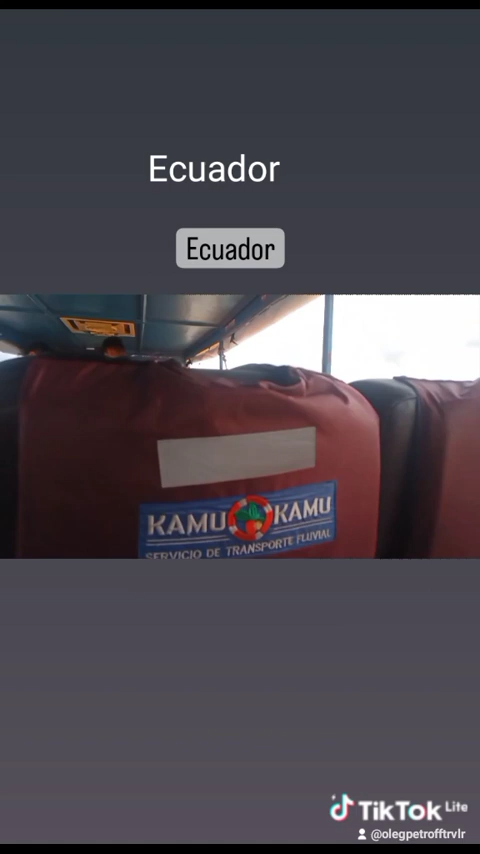 Ecuador
Ecuador
KAMU KAMU
SERVICIO DE TRANSPORTE FLUVIAL
TikTok Lite
@olegpetrofftrvlr